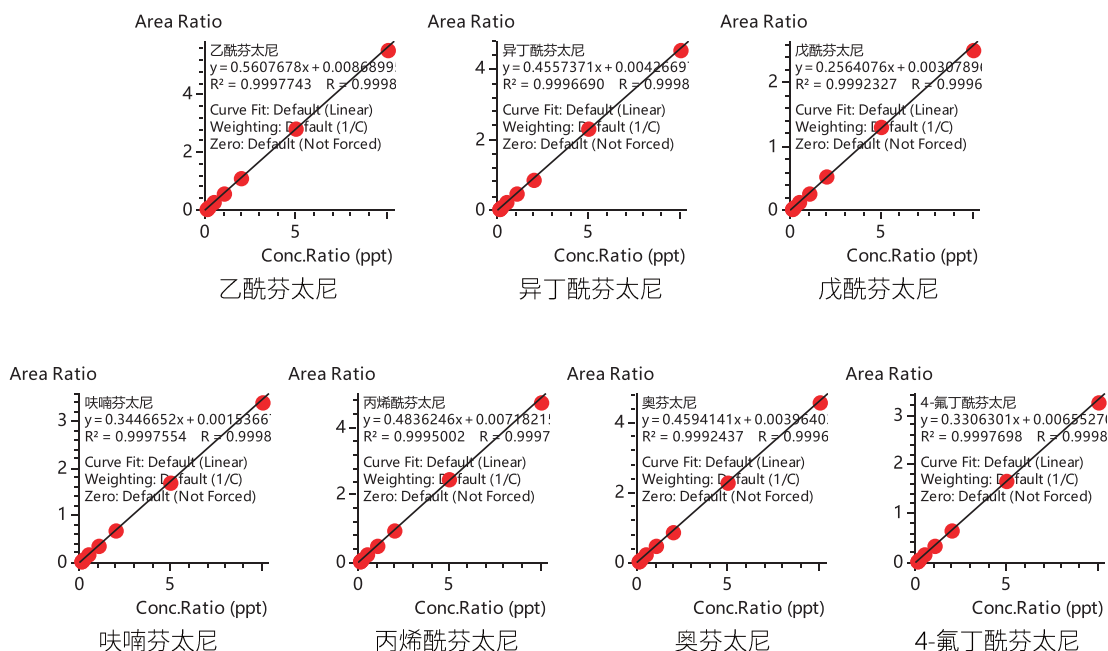 Area Ratio
乙酰芬太尼
y = 0.5607678x + 0.0086899
R² = 0.9997743 R = 0.9998
Curve Fit: Default (Linear)
Weighting: Default (1/C)
Zero: Default (Not Forced)
4
2
0
0 5
Conc.Ratio (ppt)
乙酰芬太尼
Area Ratio
异丁酰芬太尼
y = 0.4557371x + 0.0042669
R² = 0.9996690 R = 0.9998
Curve Fit: Default (Linear)
Weighting: Default (1/C)
Zero: Default (Not Forced)
4
2
0
0 5
Conc.Ratio (ppt)
异丁酰芬太尼
Area Ratio
戊酰芬太尼
y = 0.2564076x + 0.0030789
R² = 0.9992327 R = 0.9996
Curve Fit: Default (Linear)
Weighting: Default (1/C)
Zero: Default (Not Forced)
2
1
0
0 5
Conc.Ratio (ppt)
戊酰芬太尼
Area Ratio
呋喃芬太尼
y = 0.3446652x + 0.0015366
R² = 0.9997554 R = 0.9998
Curve Fit: Default (Linear)
Weighting: Default (1/C)
Zero: Default (Not Forced)
3
2
1
0
0 5
Conc.Ratio (ppt)
呋喃芬太尼
Area Ratio
丙烯酰芬太尼
y = 0.4836246x + 0.0071821
R² = 0.9995002 R = 0.9997
Curve Fit: Default (Linear)
Weighting: Default (1/C)
Zero: Default (Not Forced)
4
2
0
0 5
Conc.Ratio (ppt)
丙烯酰芬太尼
Area Ratio
奥芬太尼
y = 0.4594141x + 0.0039640
R² = 0.9992437 R = 0.9996
Curve Fit: Default (Linear)
Weighting: Default (1/C)
Zero: Default (Not Forced)
4
2
0
0 5
Conc.Ratio (ppt)
奥芬太尼
Area Ratio
4-氟丁酰芬太尼
y = 0.3306301x + 0.0065527
R² = 0.9997698 R = 0.9998
Curve Fit: Default (Linear)
Weighting: Default (1/C)
Zero: Default (Not Forced)
3
2
1
0
0 5
Conc.Ratio (ppt)
4-氟丁酰芬太尼